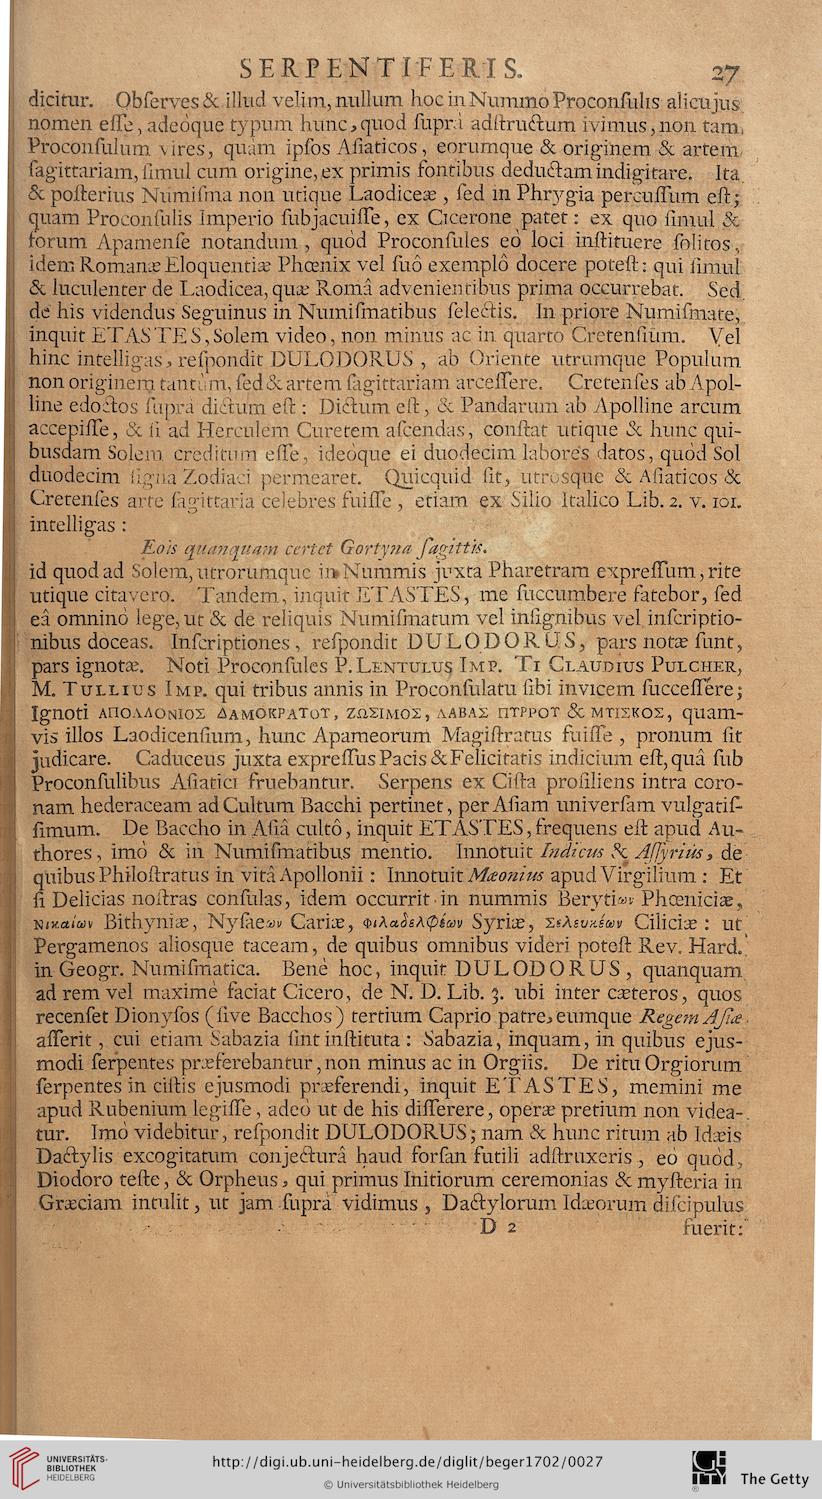 SERPENTIFERIS. 27
dicitur. Obſerves & illud velim, nullum hoc in Nummo Proconſulis alicujus
nomen eſſe, adeóque typum hunc, quod ſuprà adſtructum ivimus, non tam
Proconſulum vires, quàm ipſos Aſiaticos, eorumque & originem & artem
ſagittariam, ſimul cum origine, ex primis fontibus deductam indigitare. Ita
& poſterius Numiſma non utique Laodiceæ, ſed in Phrygia percuſſum eſt;
quam Proconſulis Imperio ſubjacuiſſe, ex Cicerone patet: ex quo ſimul &
forum Apamenſe notandum, quòd Proconſules eò loci inſtituere ſolitos,
idem Romanæ Eloquentiæ Phœnix vel ſuô exemplô docere poteſt: qui ſimul
& luculenter de Laodicea, quæ Româ advenientibus prima occurrebat. Sed
de his videndus Seguinus in Numiſmatibus ſelectis. In priore Numiſmate,
inquit ETASTES, Solem video, non minus ac in quarto Cretenſium. Vel
hinc intelligas, reſpondit DULODORUS, ab Oriente utrumque Populum
non originem tantùm, ſed & artem ſagittariam arceſſere. Cretenſes ab Apol-
line edoctos ſuprà dictum eſt: Dictum eſt, & Pandarum ab Apolline arcum
accepiſſe, & ſi ad Herculem Curetem aſcendas, conſtat utique & hunc qui-
busdam Solem creditum eſſe, ideòque ei duodecim labores datos, quòd Sol
duodecim ſigna Zodiaci permearet. Quicquid ſit, utrosque & Aſiaticos &
Cretenſes arte ſagittaria celebres fuiſſe, etiam ex Silio Italico Lib. 2. v. 101.
intelligas:
Eois quanquam certet Gortyna ſagittis.
id quod ad Solem, utrorumque in Nummis juxta Pharetram expreſſum, rite
utique citavero. Tandem, inquit ETASTES, me ſuccumbere fatebor, ſed
eâ omninò lege, ut & de reliquis Numiſmatum vel inſignibus vel inſcriptio-
nibus doceas. Inſcriptiones, reſpondit DULODORUS, pars notæ ſunt,
pars ignotæ. Noti Proconſules P. LENTULUS IMP. TI CLAUDIUS PULCHER,
M. TULLIUS IMP. qui tribus annis in Proconſulatu ſibi invicem ſucceſſére;
Ignoti ΑΠΟΛΛΩΝΙΟΣ ΔΑΜΟΚΡΑΤΟΥ, ΖΩΣΙΜΟΣ, ΛΑΒΑΣ ΠΥΡΡΟΥ & ΜΥΙΣΚΟΣ, quam-
vis illos Laodicenſium, hunc Apameorum Magiſtratus fuiſſe, pronum ſit
judicare. Caduceus juxta expreſſus Pacis & Felicitatis indicium eſt, quâ ſub
Proconſulibus Aſiatici fruebantur. Serpens ex Ciſta proſiliens intra coro-
nam hederaceam ad Cultum Bacchi pertinet, per Aſiam univerſam vulgatiſ-
ſimum. De Baccho in Aſiâ cultô, inquit ETASTES, frequens eſt apud Au-
thores, imò & in Numiſmatibus mentio. Innotuit Indicus & Aſſyrius, de
quibus Philoſtratus in vitâ Apollonii: Innotuit Mæonius apud Virgilium: Et
ſi Delicias noſtras conſulas, idem occurrit in nummis Berytiων Phœniciæ,
Νικαίων Bithyniæ, Nyſaeων Cariæ, Φιλαδελφέων Syriæ, Σελευκέων Ciliciæ: ut
Pergamenos aliosque taceam, de quibus omnibus videri poteſt Rev. Hard.
in Geogr. Numiſmatica. Benè hoc, inquit DULODORUS, quanquam
ad rem vel maximè faciat Cicero, de N. D. Lib. 3. ubi inter cæteros, quos
recenſet Dionyſos (ſive Bacchos) tertium Caprio patre, eumque Regem Aſiæ
aſſerit, cui etiam Sabazia ſint inſtituta: Sabazia, inquam, in quibus ejus-
modi ſerpentes præferebantur, non minus ac in Orgiis. De ritu Orgiorum
ſerpentes in ciſtis ejusmodi præferendi, inquit ETASTES, memini me
apud Rubenium legiſſe, adeò ut de his diſſerere, operæ pretium non videa-
tur. Imò videbitur, reſpondit DULODORUS; nam & hunc ritum ab Idæis
Dactylis excogitatum conjecturâ haud forſan futili adſtruxeris, eò quòd,
Diodoro teſte, & Orpheus, qui primus Initiorum ceremonias & myſteria in
Græciam intulit, ut jam ſuprà vidimus, Dactylorum Idæorum diſcipulus
D 2 fuerit:
UNIVERSITÄTS-
BIBLIOTHEK
HEIDELBERG
http://digi.ub.uni-heidelberg.de/diglit/beger1702/0027
© Universitätsbibliothek Heidelberg
The Getty